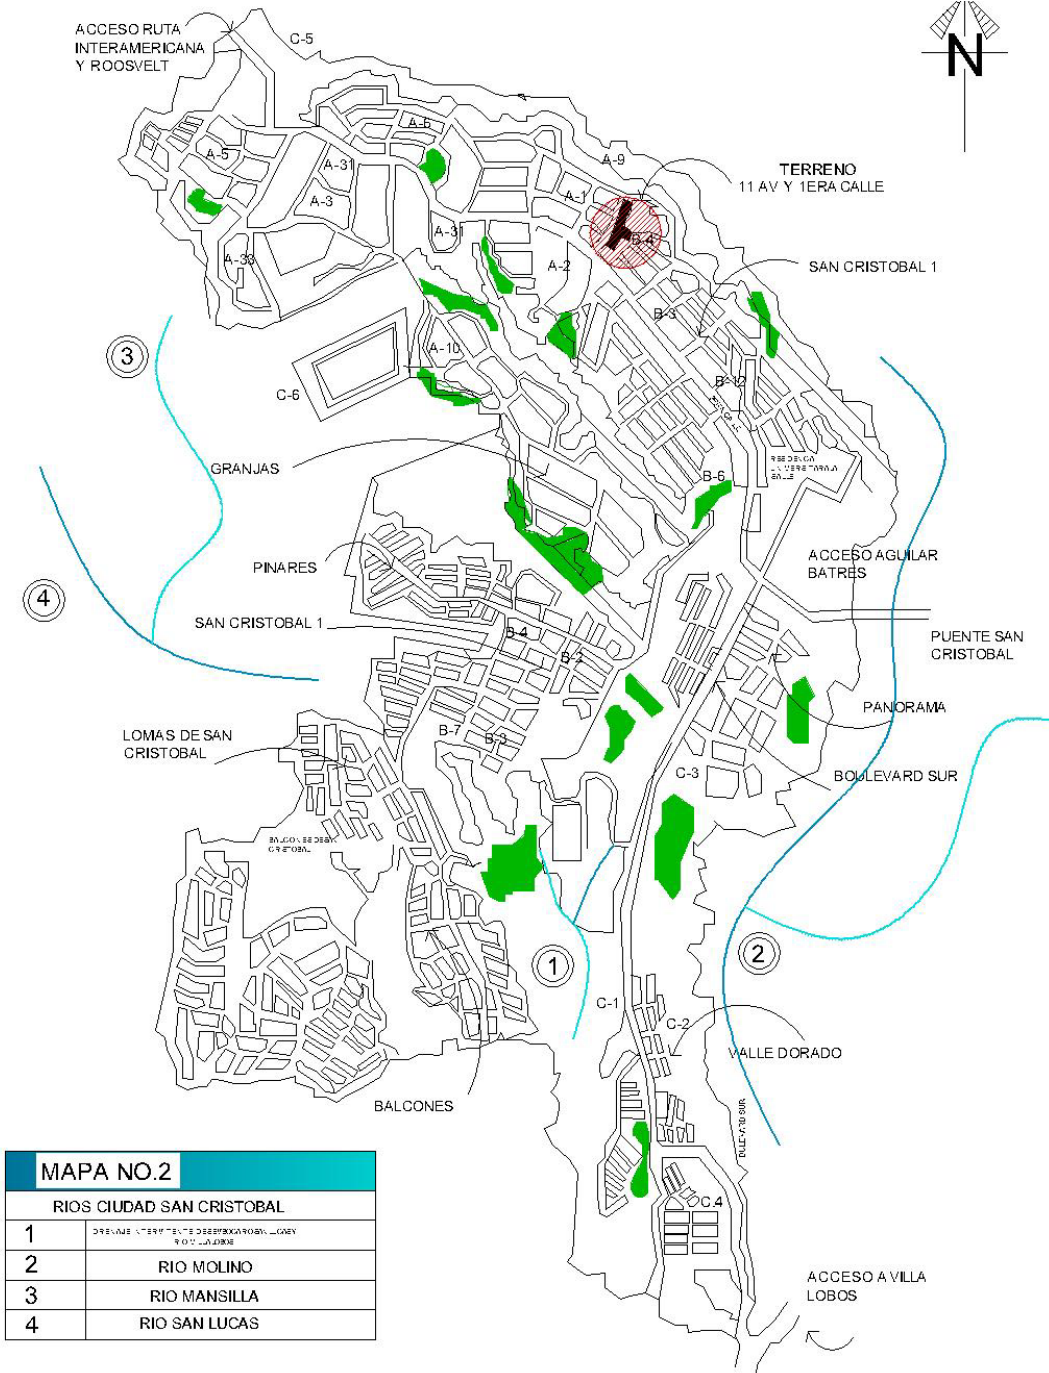 ACCESO RUTA
INTERAMERICANA
Y ROOSVELT
C-5
N
A-6
A-5
A-31
A-9
TERRENO
11 AV Y 1ERA CALLE
A-3
A-1
A-31
B-4
A-33
A-2
SAN CRISTOBAL 1
B-3
3
A-10
B-12
C-6
GRANJAS
B-6
4
PINARES
ACCESO AGUILAR
BATRES
SAN CRISTOBAL 1
B-4
B-2
PUENTE SAN
CRISTOBAL
PANORAMA
LOMAS DE SAN
CRISTOBAL
B-7
B-3
C-3
BOULEVARD SUR
1
2
C-1
C-2
VALLE DORADO
BALCONES
C.4
ACCESO A VILLA
LOBOS
MAPA NO.2
RIOS CIUDAD SAN CRISTOBAL
1
2 RIO MOLINO
3 RIO MANSILLA
4 RIO SAN LUCAS